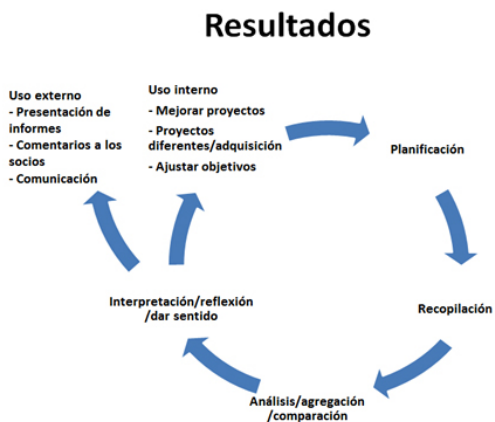 Resultados
Uso externo
- Presentación de
informes
- Comentarios a los
socios
- Comunicación
Uso interno
- Mejorar proyectos
- Proyectos
diferentes/adquisición
- Ajustar objetivos
Planificación
Recopilación
Análisis/agregación
/comparación
Interpretación/reflexión
/dar sentido